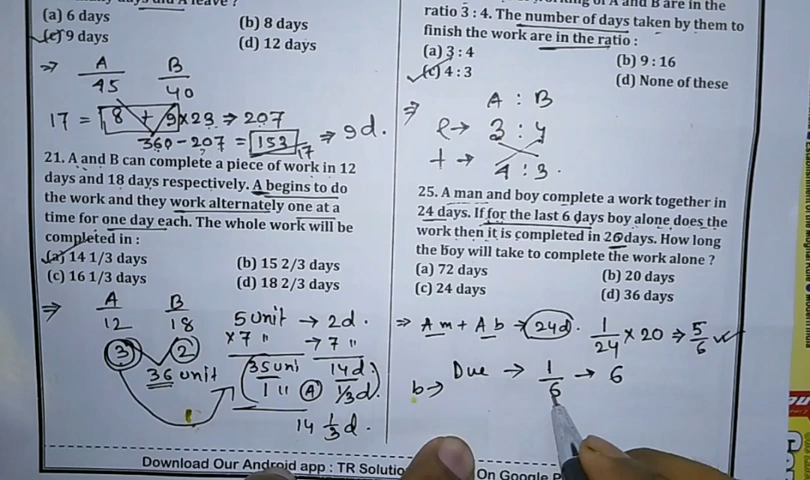 (a) 6 days
(b) 8 days
(c) 9 days
(d) 12 days
⇒ A/45 B/40
17 = 8 + 9 × 23 ⇒ 207
360 - 207 = 153 ⇒ 9d.
17
21. A and B can complete a piece of work in 12
days and 18 days respectively. A begins to do
the work and they work alternately one at a
time for one day each. The whole work will be
completed in :
(a) 14 1/3 days
(b) 15 2/3 days
(c) 16 1/3 days
(d) 18 2/3 days
⇒ A/12 B/18
3 2
36 unit
5 unit → 2d.
×7 " → 7 "
35 uni 14d
1 " A 1/3 d.
14 1/3 d.
ratio 3 : 4. The number of days taken by them to
finish the work are in the ratio :
(a) 3 : 4
(b) 9 : 16
(c) 4 : 3
(d) None of these
⇒ A : B
e → 3 : 4
t → 4 : 3.
25. A man and boy complete a work together in
24 days. If for the last 6 days boy alone does the
work then it is completed in 26 days. How long
the boy will take to complete the work alone ?
(a) 72 days
(b) 20 days
(c) 24 days
(d) 36 days
⇒ Am + Ab → 24d. 1/24 × 20 ⇒ 5/6
Due → 1/6 → 6
b →
Download Our Android app : TR Solutio
On Google P